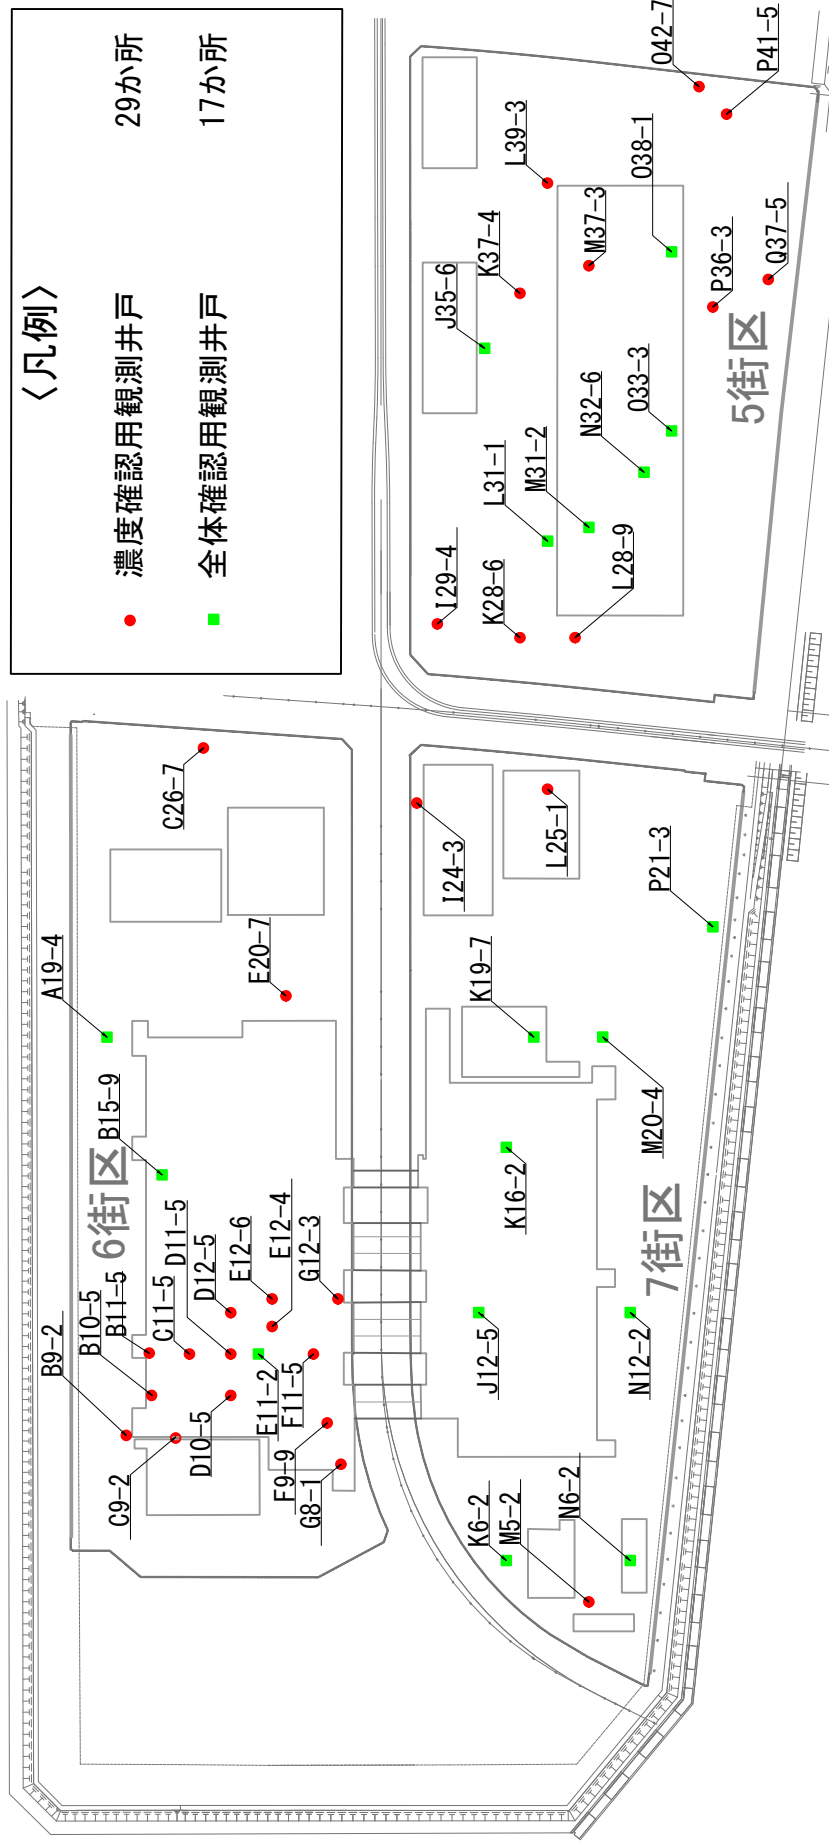 〈凡例〉
濃度確認用観測井戸 29か所
全体確認用観測井戸 17か所
A19-4
C26-7
B15-9
E20-7
6街区
B9-2
B10-5
B11-5
C11-5
D11-5
D12-5
E12-6
E12-4
G12-3
C9-2
D10-5
E11-2
F11-5
F9-9
G8-1
I24-3
L25-1
K19-7
P21-3
M20-4
K16-2
7街区
J12-5
N12-2
K6-2
M5-2
N6-2
O42-7
P41-5
L39-3
O38-1
K37-4
M37-3
J35-6
P36-3
Q37-5
5街区
O33-3
N32-6
M31-2
L31-1
I29-4
K28-6
L28-9